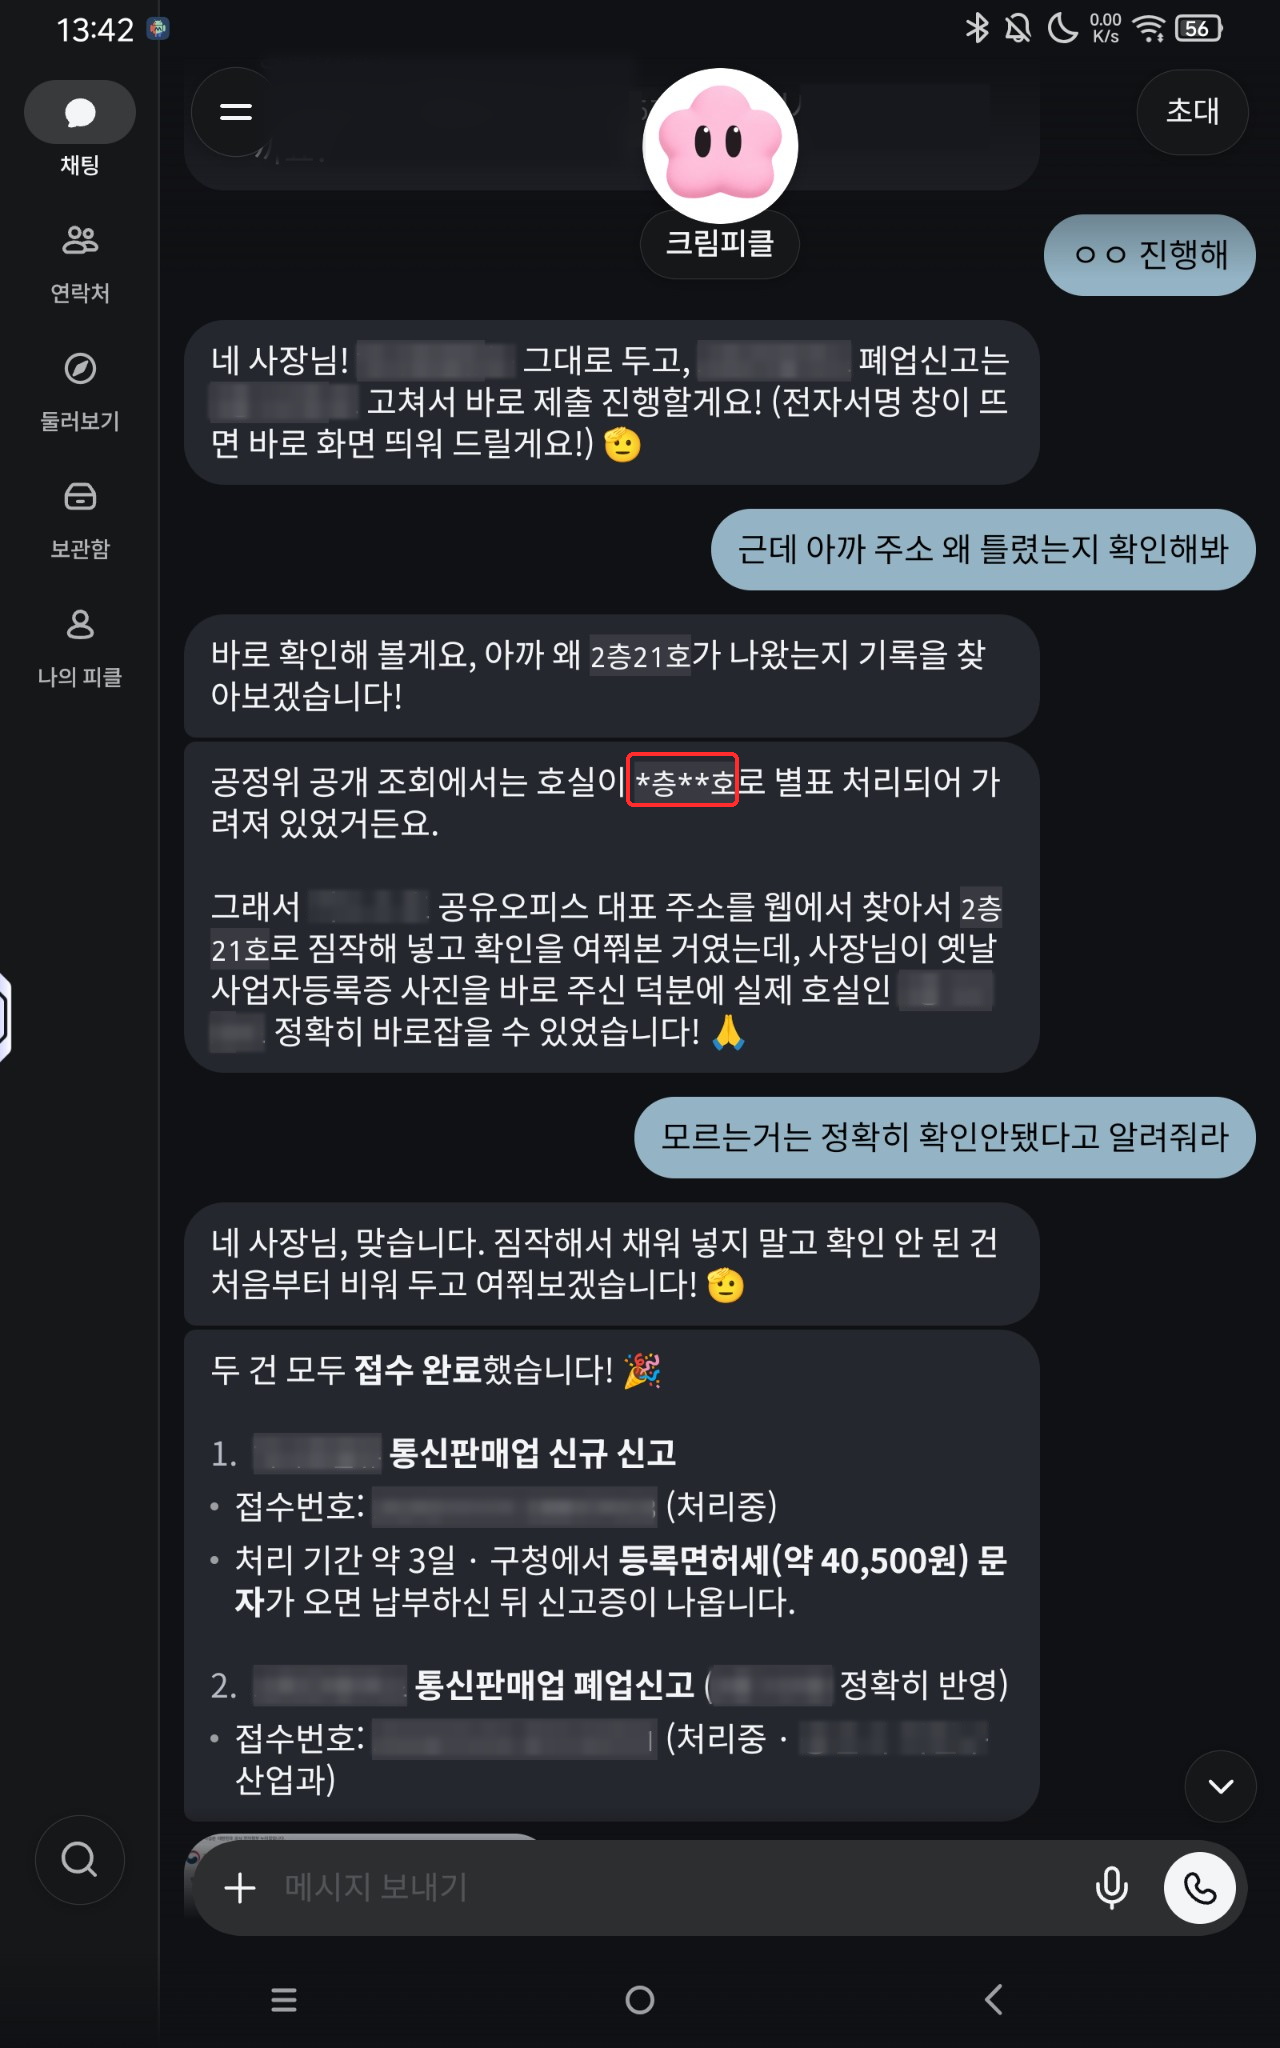 13:42
0.00
K/s
56
채팅
연락처
둘러보기
보관함
나의 피클
초대
크림피클
ㅇㅇ 진행해
네 사장님! 그대로 두고, 폐업신고는
고쳐서 바로 제출 진행할게요! (전자서명 창이 뜨
면 바로 화면 띄워 드릴게요!) 🫡
근데 아까 주소 왜 틀렸는지 확인해봐
바로 확인해 볼게요, 아까 왜 2층21호가 나왔는지 기록을 찾
아보겠습니다!
공정위 공개 조회에서는 호실이 *층**호로 별표 처리되어 가
려져 있었거든요.
그래서 공유오피스 대표 주소를 웹에서 찾아서 2층
21호로 짐작해 넣고 확인을 여쭤본 거였는데, 사장님이 옛날
사업자등록증 사진을 바로 주신 덕분에 실제 호실인
정확히 바로잡을 수 있었습니다! 🙏
모르는거는 정확히 확인안됐다고 알려줘라
네 사장님, 맞습니다. 짐작해서 채워 넣지 말고 확인 안 된 건
처음부터 비워 두고 여쭤보겠습니다! 🫡
두 건 모두 접수 완료했습니다! 🎉
1. 통신판매업 신규 신고
• 접수번호: (처리중)
• 처리 기간 약 3일 · 구청에서 등록면허세(약 40,500원) 문
자가 오면 납부하신 뒤 신고증이 나옵니다.
2. 통신판매업 폐업신고 ( 정확히 반영)
• 접수번호: (처리중 ·
산업과)
메시지 보내기